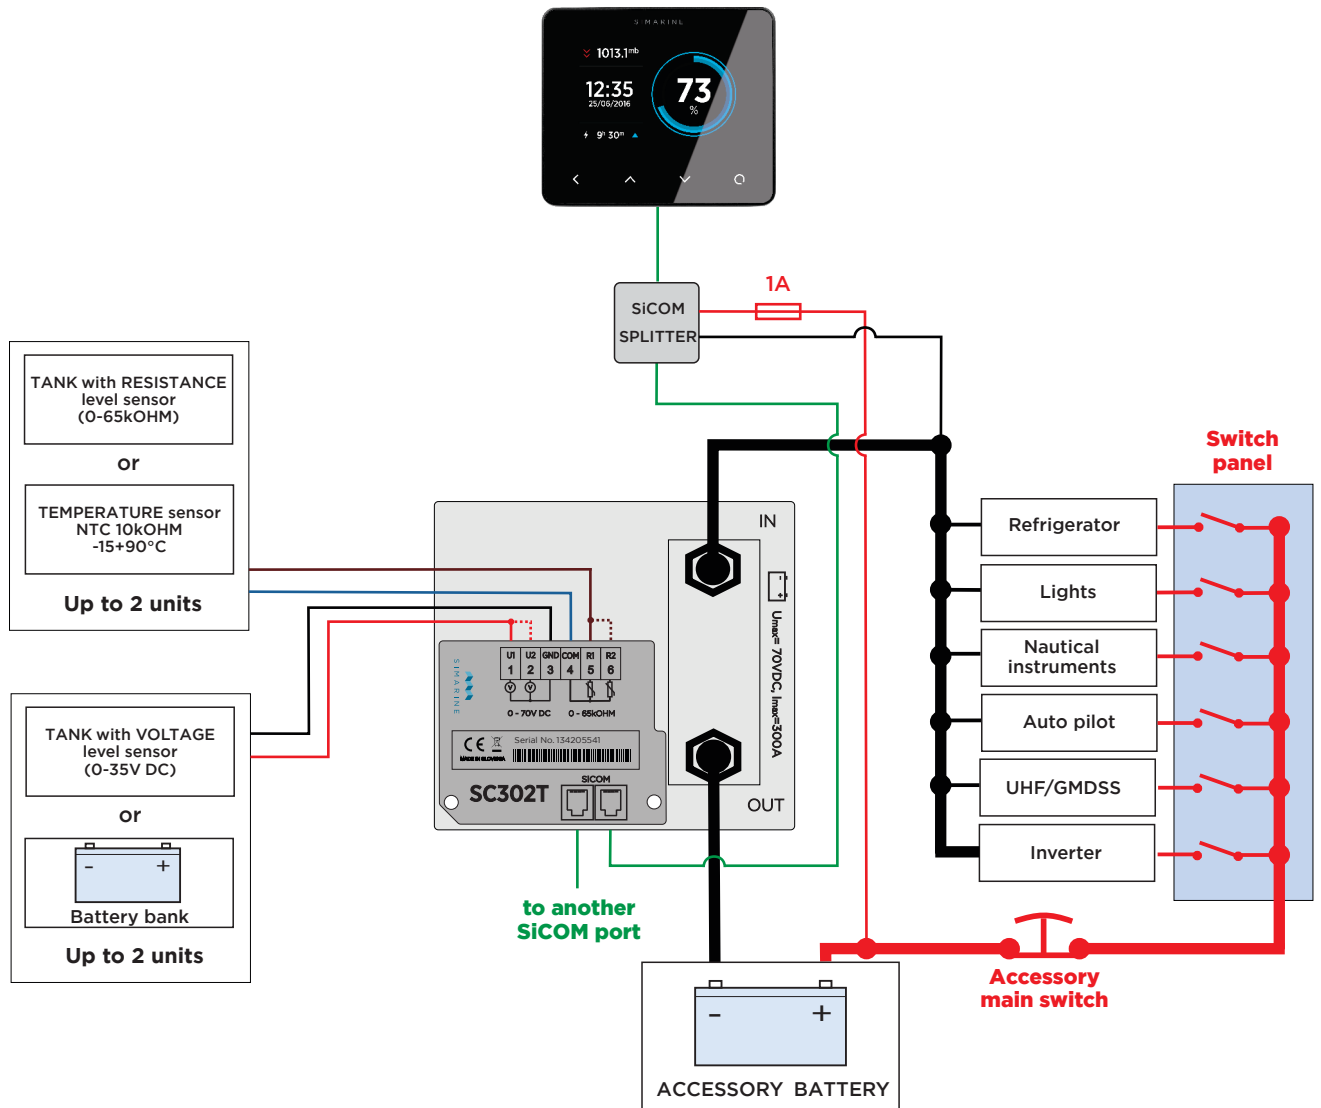 SIMARINE
1013.1mb
12:35
25/06/2016
73
%
9h 30m
1A
SiCOM
SPLITTER
TANK with RESISTANCE
level sensor
(0-65kOHM)
or
TEMPERATURE sensor
NTC 10kOHM
-15+90°C
Up to 2 units
TANK with VOLTAGE
level sensor
(0-35V DC)
or
- +
Battery bank
Up to 2 units
IN
Umax= 70VDC, Imax=300A
OUT
SIMARINE
U1 U2 GND COM R1 R2
1 2 3 4 5 6
V V
0 - 70V DC 0 - 65kOHM
CE
Serial No. 134205541
MADE IN SLOVENIA
SC302T
SiCOM
to another
SiCOM port
Switch
panel
Refrigerator
Lights
Nautical
instruments
Auto pilot
UHF/GMDSS
Inverter
Accessory
main switch
- +
ACCESSORY BATTERY